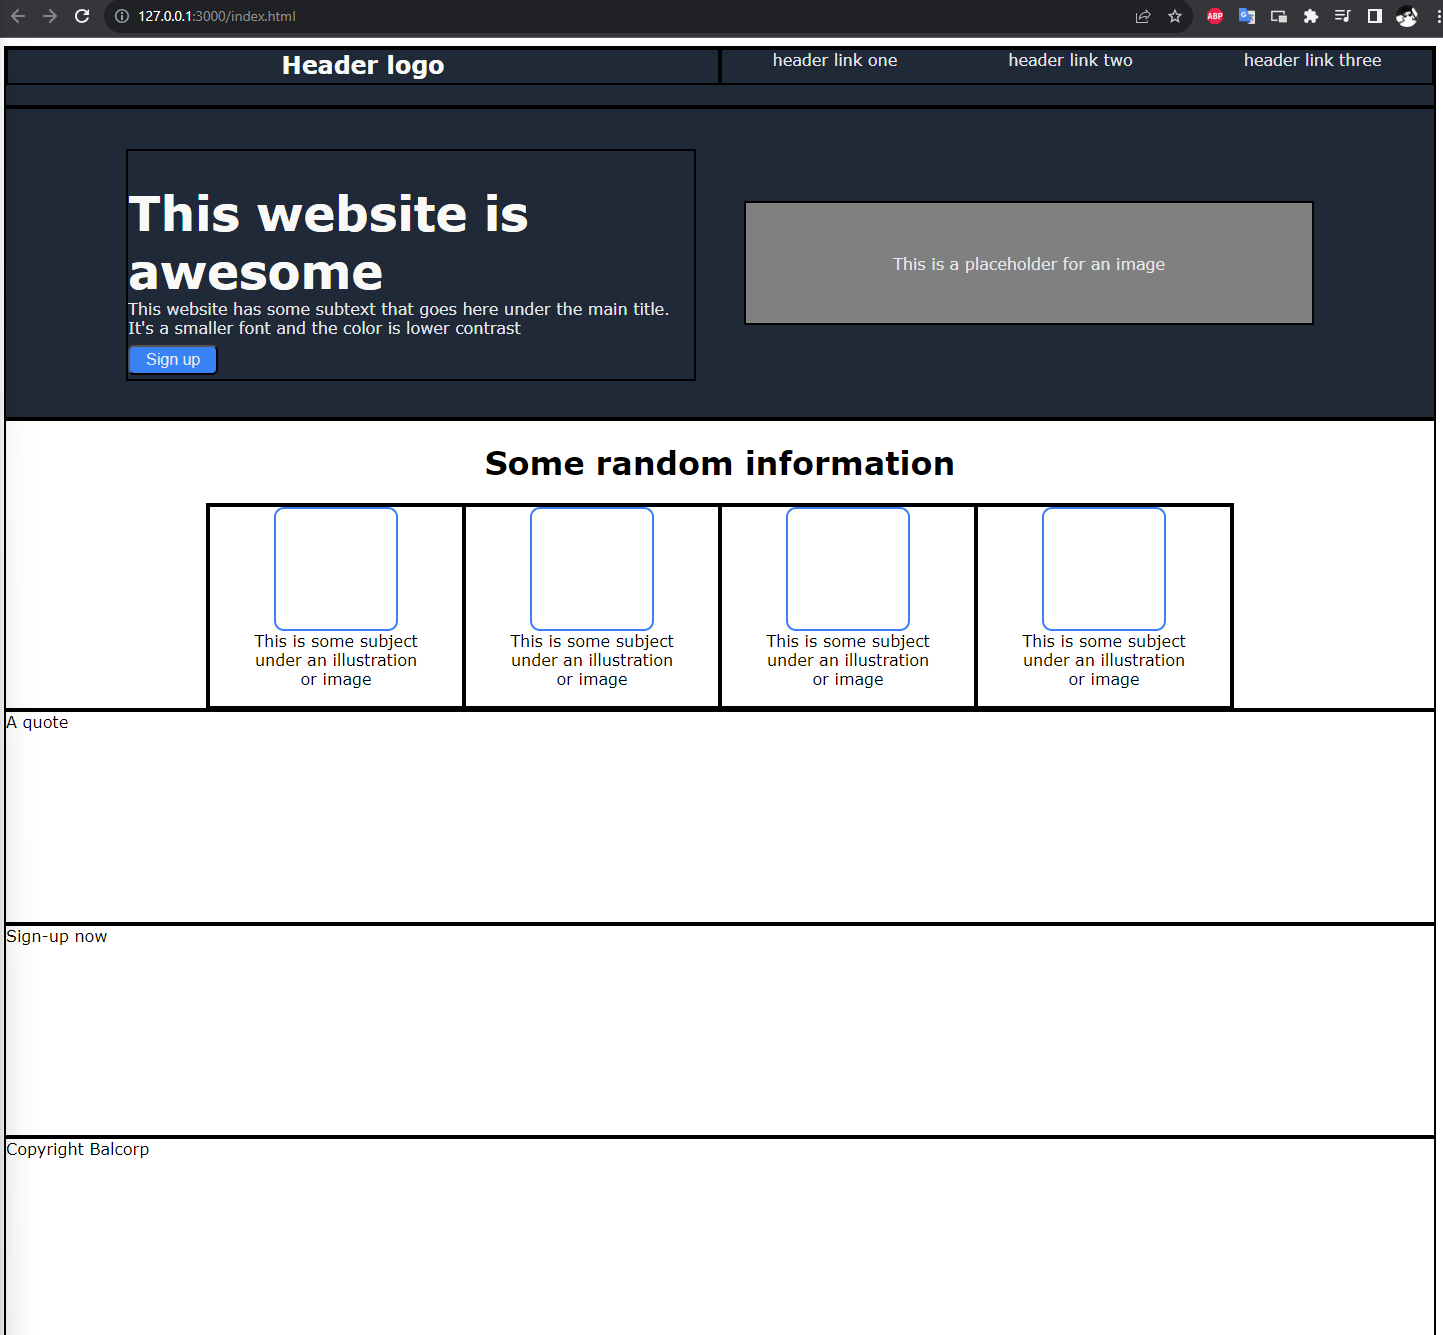 127.0.0.1:3000/index.html
ABP
Header logo
header link one
header link two
header link three
This website is
awesome
This website has some subtext that goes here under the main title.
It's a smaller font and the color is lower contrast
Sign up
This is a placeholder for an image
Some random information
This is some subject
under an illustration
or image
This is some subject
under an illustration
or image
This is some subject
under an illustration
or image
This is some subject
under an illustration
or image
A quote
Sign-up now
Copyright Balcorp